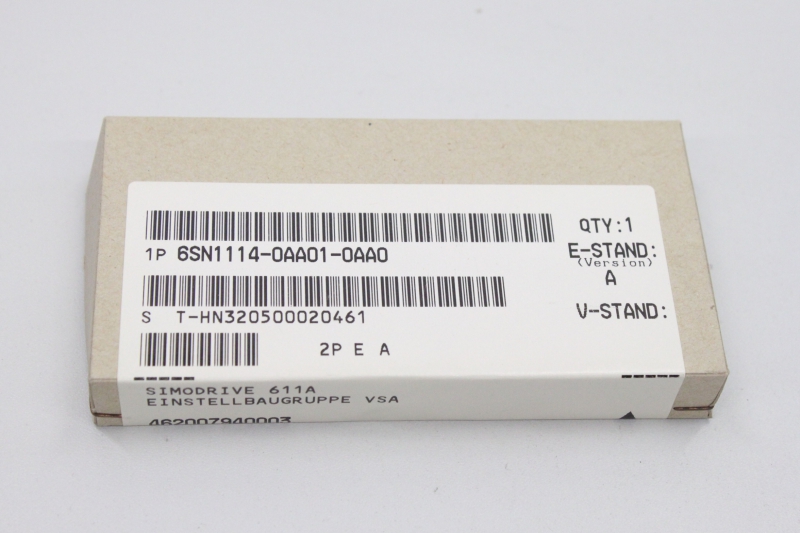 QTY:1
1P 6SN1114-0AA01-0AA0
E-STAND:
(Version)
A
S T-HN320500020461
V-STAND:
2P E A
SIMODRIVE 611A
EINSTELLBAUGRUPPE VSA
462007940003